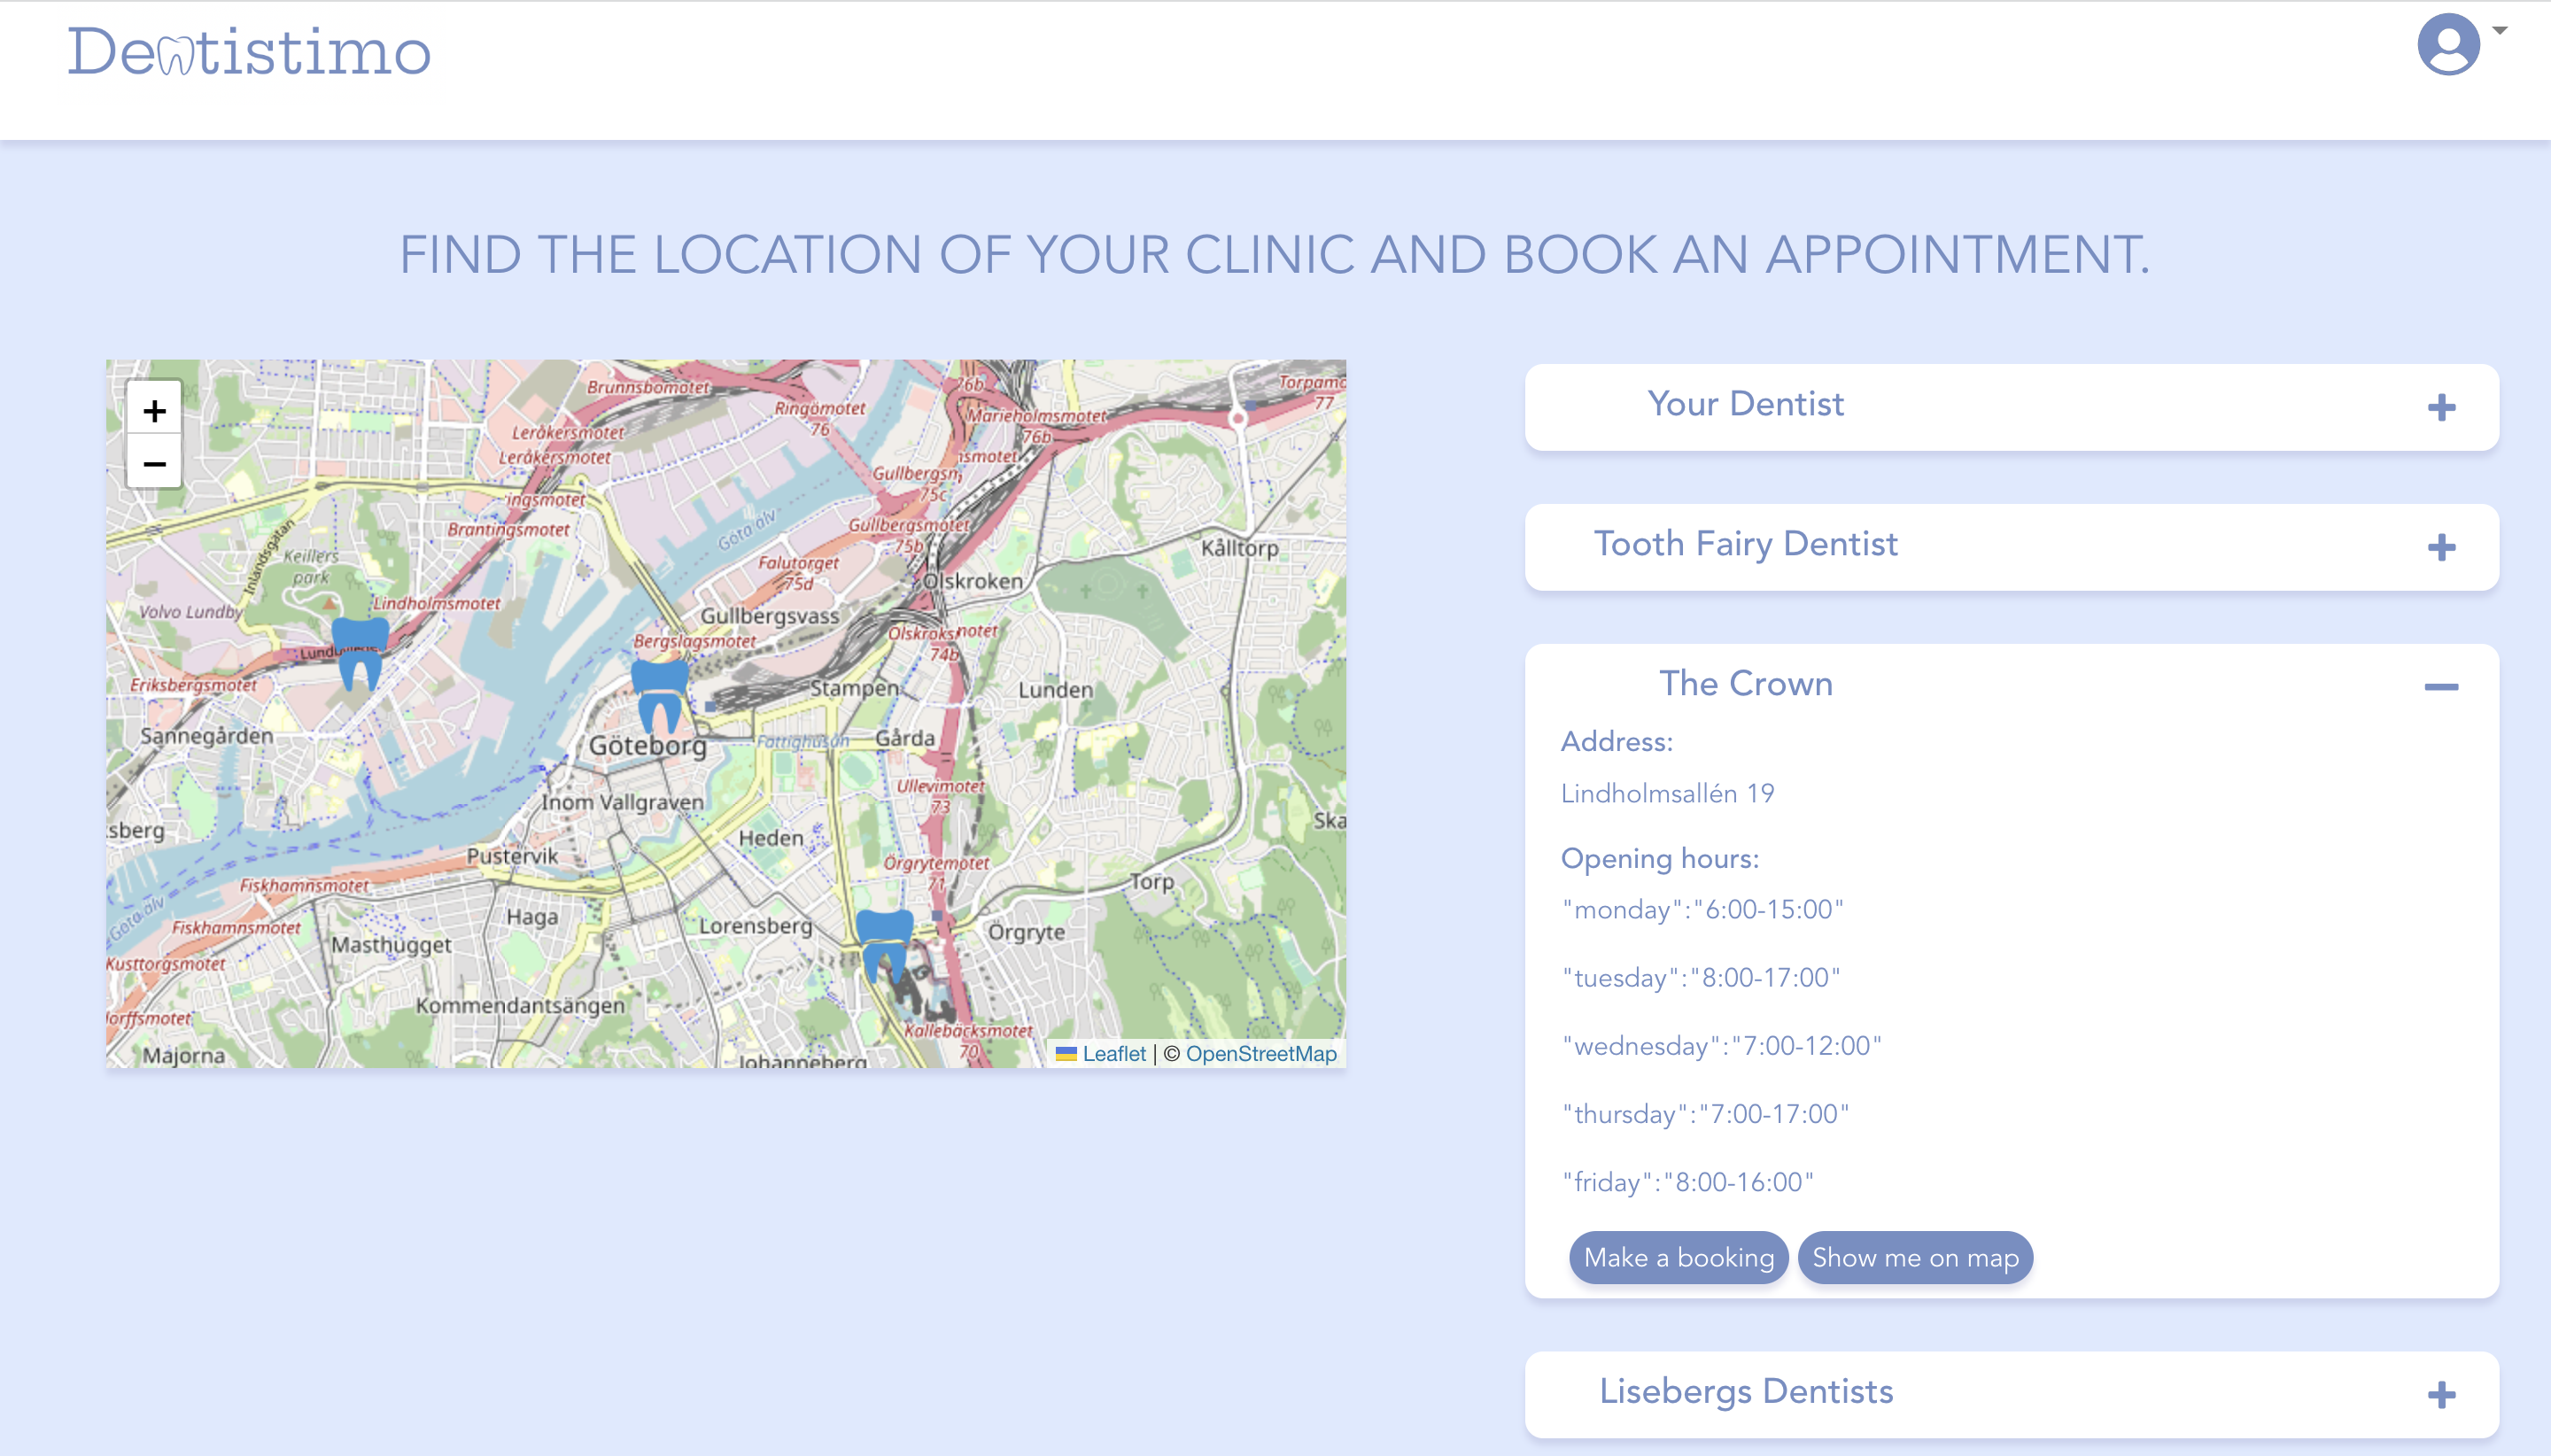 Dentistimo
FIND THE LOCATION OF YOUR CLINIC AND BOOK AN APPOINTMENT.
+
−
Brunnsbomotet
76b
Torpamo
77
Ringömotet
76
Marieholmsmotet
76b
Leråkersmotet
Leråkersmotet
ismotet
Gullbergsn
75c
ingsmotet
Brantingsmotet
Göta älv
Gullbergsmotet
75b
Inlandsgatan
Keillers
park
Falutorget
75d
Kålltorp
Olskroken
Volvo Lundby
Lindholmsmotet
Gullbergsvass
Bergslagsmotet
Olskroksmotet
74b
Eriksbergsmotet
Stampen
Lunden
Sannegården
Göteborg
Fattighusån
Gårda
Ullevimotet
73
Inom Vallgraven
ksberg
Heden
Ska
Pustervik
Örgrytemotet
71
Fiskhamnsmotet
Torp
Göta älv
Haga
Fiskhamnsmotet
Lorensberg
Örgryte
Masthugget
Kusttorgsmotet
Kommendantsängen
orffsmotet
Kallebäcksmotet
70
Majorna
Johanneberg
Leaflet | © OpenStreetMap
Your Dentist
Tooth Fairy Dentist
The Crown
Address:
Lindholmsallén 19
Opening hours:
"monday":"6:00-15:00"
"tuesday":"8:00-17:00"
"wednesday":"7:00-12:00"
"thursday":"7:00-17:00"
"friday":"8:00-16:00"
Make a booking Show me on map
Lisebergs Dentists